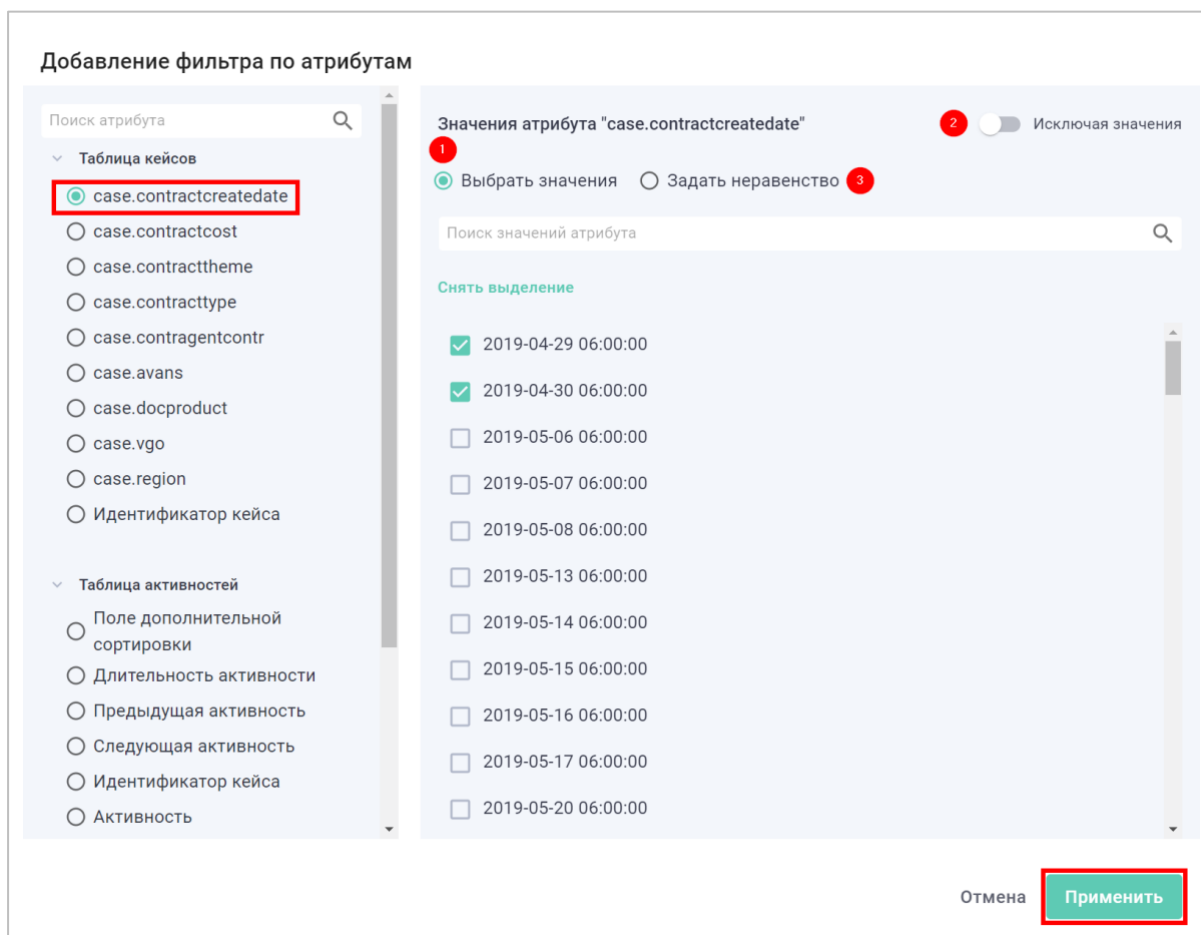 Добавление фильтра по атрибутам
Поиск атрибута
Таблица кейсов
case.contractcreatedate
case.contractcost
case.contracttheme
case.contracttype
case.contragentcontr
case.avans
case.docproduct
case.vgo
case.region
Идентификатор кейса
Таблица активностей
Поле дополнительной
сортировки
Длительность активности
Предыдущая активность
Следующая активность
Идентификатор кейса
Активность
Значения атрибута "case.contractcreatedate"
2 Исключая значения
1
Выбрать значения Задать неравенство 3
Поиск значений атрибута
Снять выделение
2019-04-29 06:00:00
2019-04-30 06:00:00
2019-05-06 06:00:00
2019-05-07 06:00:00
2019-05-08 06:00:00
2019-05-13 06:00:00
2019-05-14 06:00:00
2019-05-15 06:00:00
2019-05-16 06:00:00
2019-05-17 06:00:00
2019-05-20 06:00:00
Отмена Применить